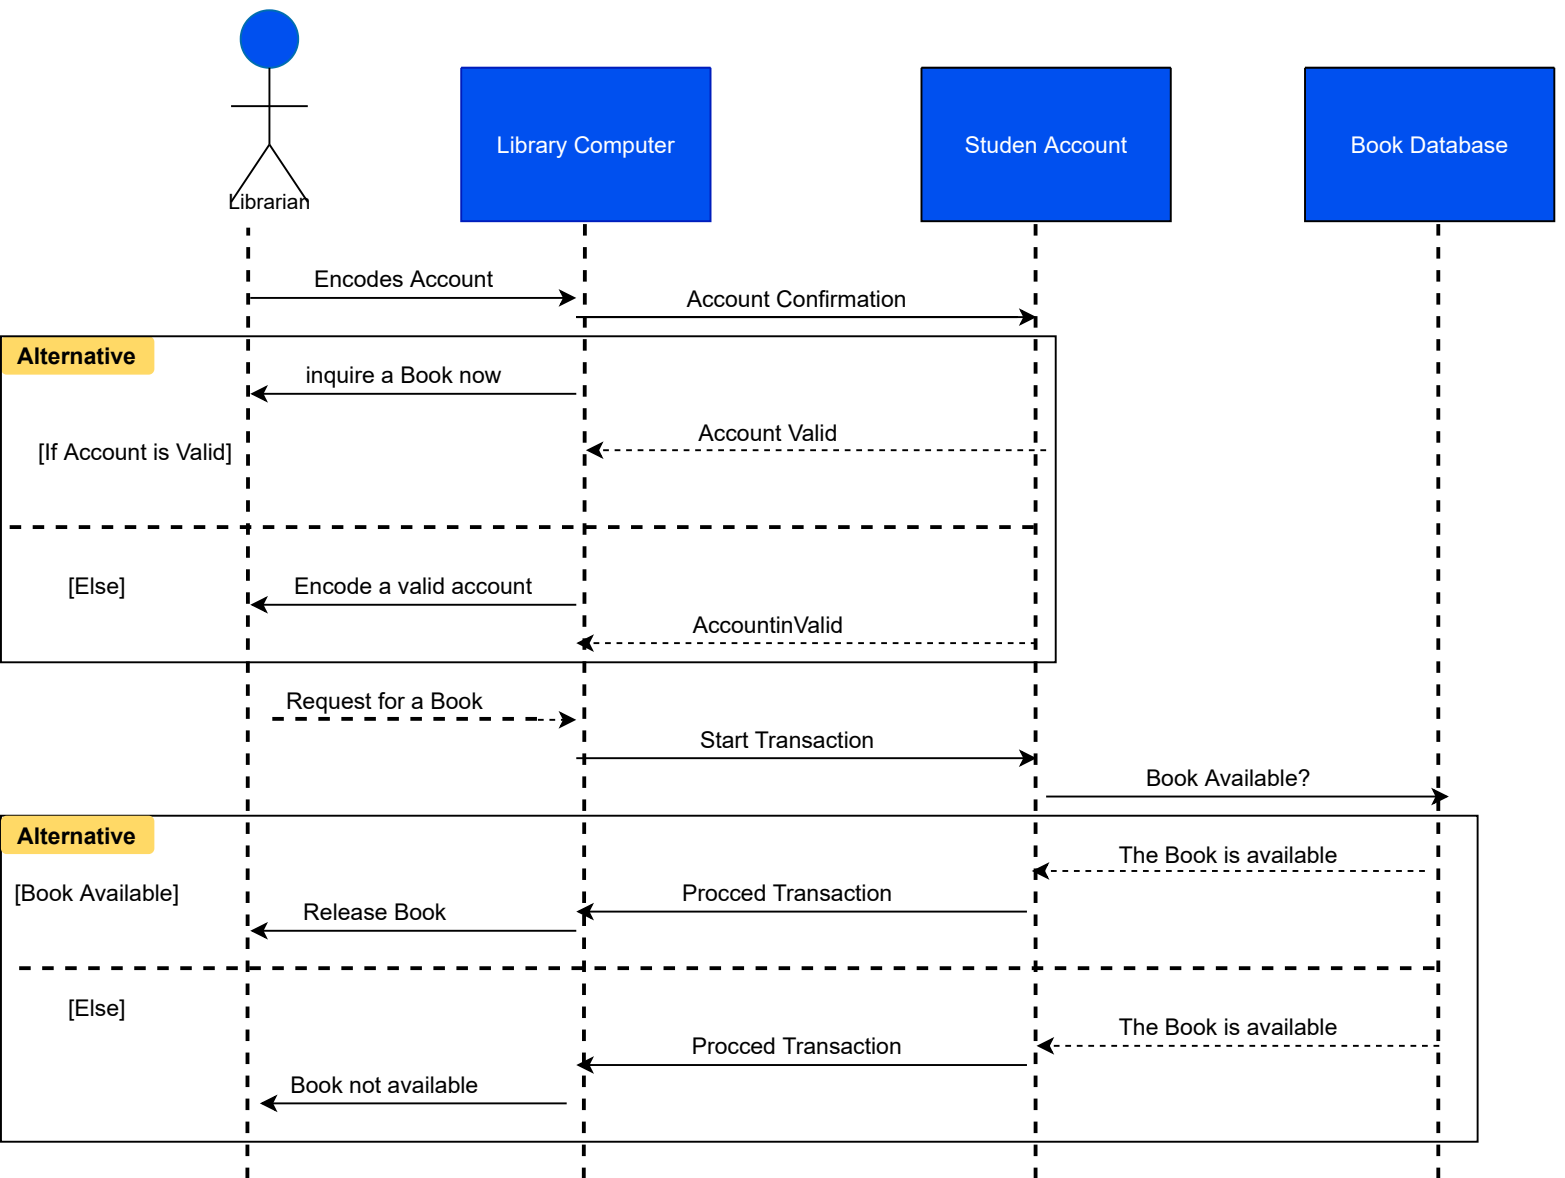 Librarian
Library Computer
Studen Account
Book Database
Encodes Account
Account Confirmation
Alternative
inquire a Book now
Account Valid
[If Account is Valid]
[Else]
Encode a valid account
AccountinValid
Request for a Book
Start Transaction
Book Available?
Alternative
The Book is available
[Book Available]
Procced Transaction
Release Book
[Else]
The Book is available
Procced Transaction
Book not available